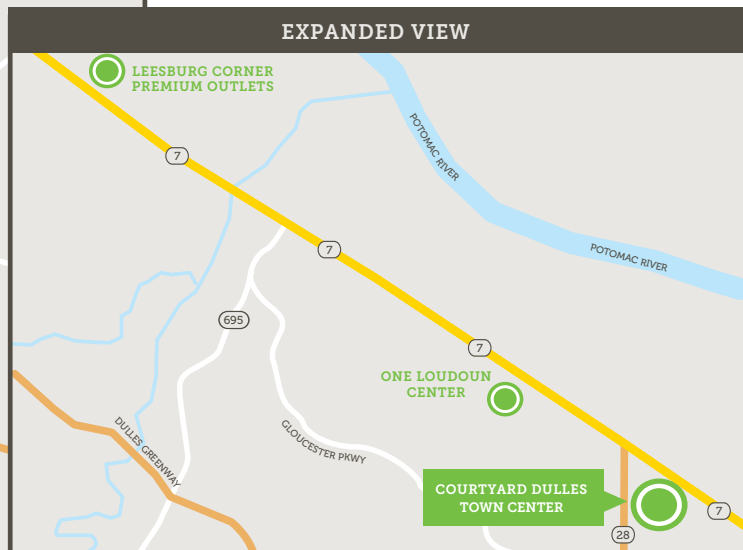 EXPANDED VIEW
LEESBURG CORNER
PREMIUM OUTLETS
POTOMAC RIVER
7
7
POTOMAC RIVER
695
7
ONE LOUDOUN
CENTER
DULLES GREENWAY
GLOUCESTER PKWY
COURTYARD DULLES
TOWN CENTER
7
28